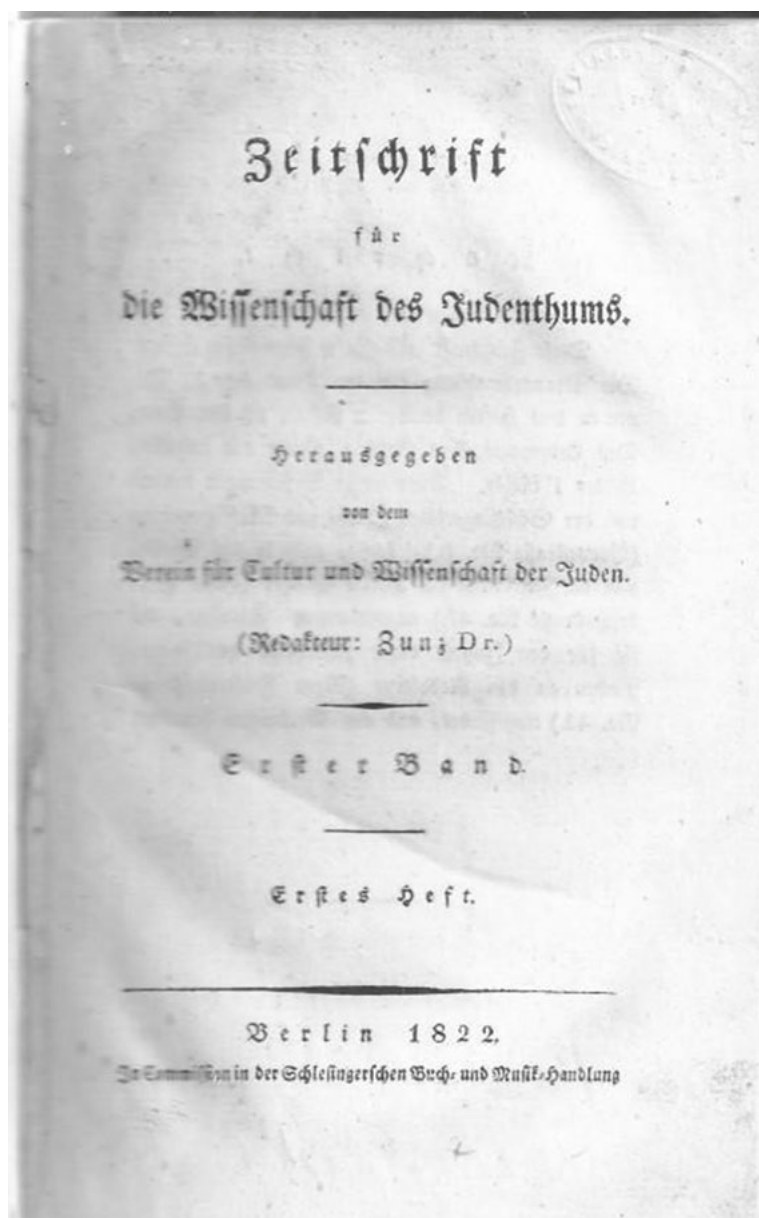 Zeitschrift
für
die Wissenschaft des Judenthums.
Herausgegeben
von dem
Verein für Cultur und Wissenschaft der Juden.
(Redakteur: Zunz Dr.)
Erster Band.
Erstes Heft.
Berlin 1822.
In Commission in der Schlesingerschen Buch- und Musik-Handlung